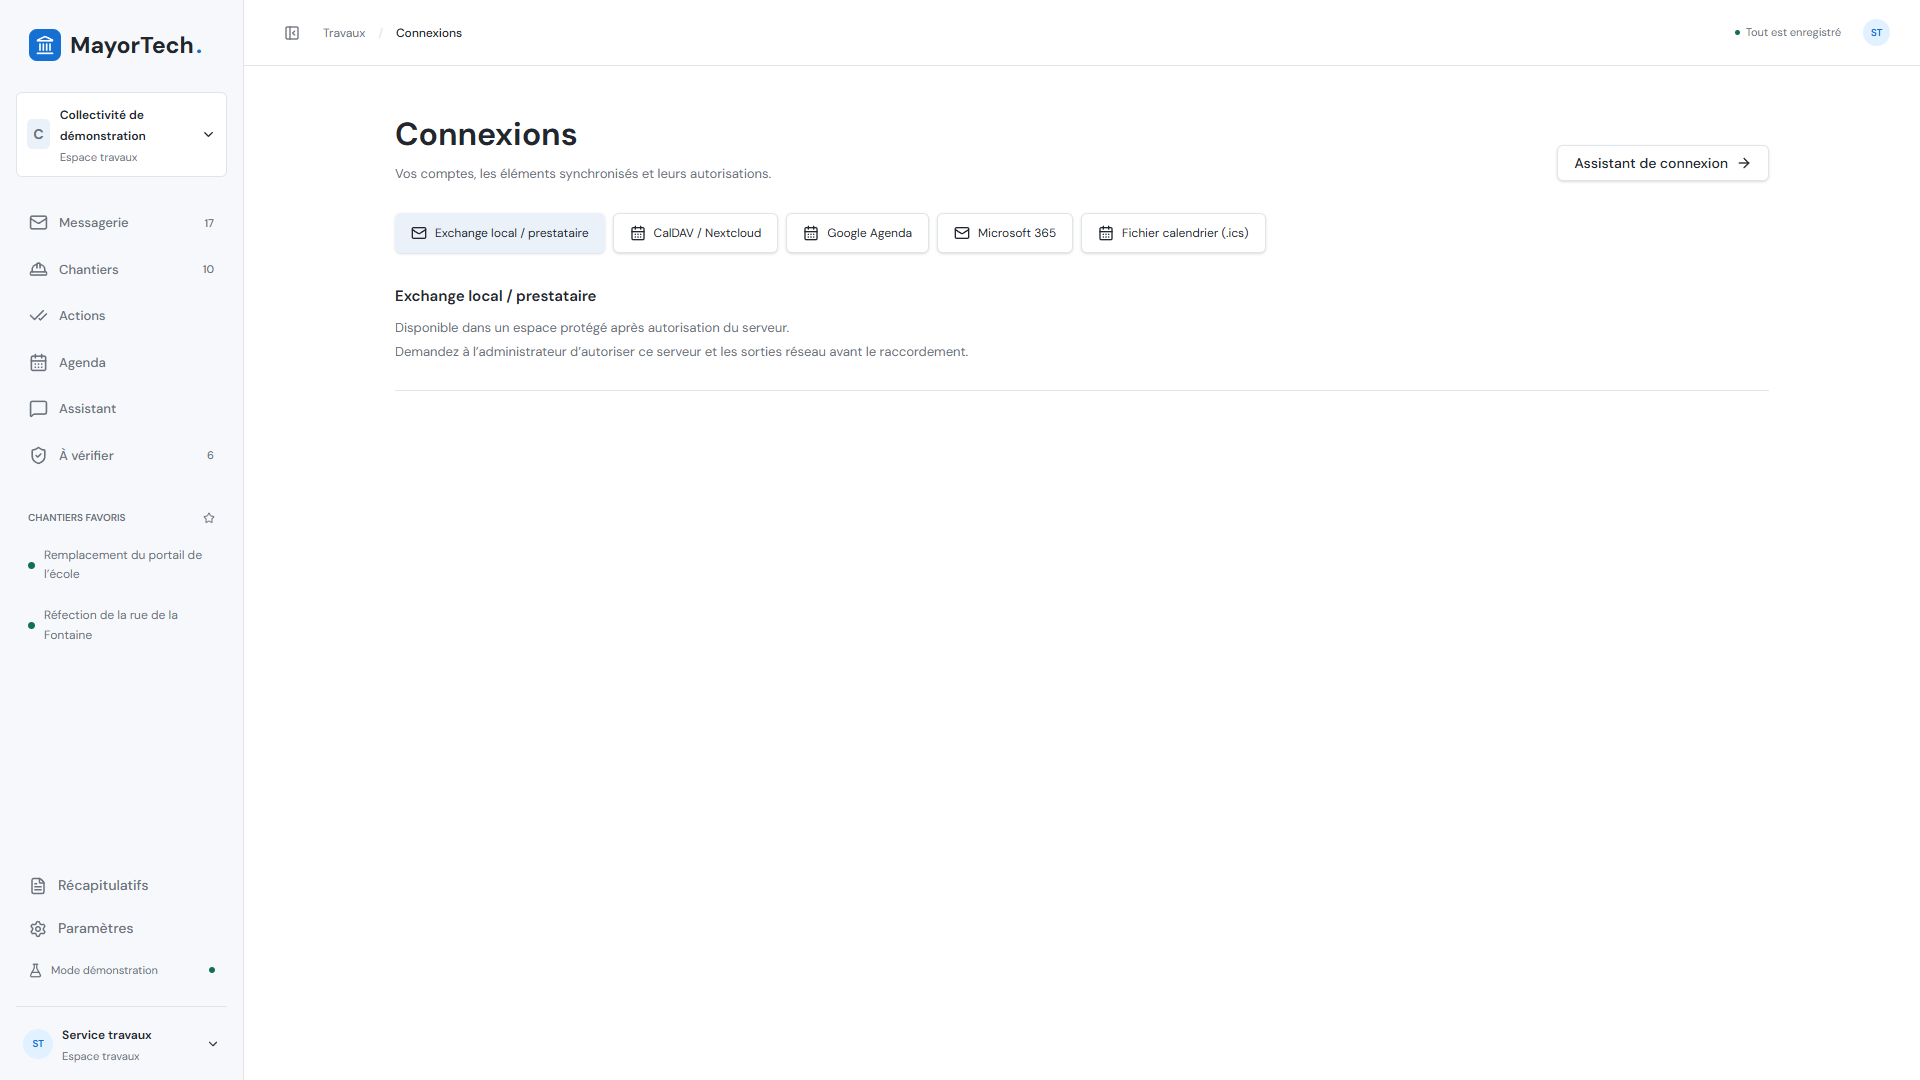 MayorTech.
Collectivité de
démonstration
Espace travaux
C
Messagerie 17
Chantiers 10
Actions
Agenda
Assistant
À vérifier 6
CHANTIERS FAVORIS
Remplacement du portail de
l’école
Réfection de la rue de la
Fontaine
Récapitulatifs
Paramètres
Mode démonstration
ST
Service travaux
Espace travaux
Travaux / Connexions
Tout est enregistré
ST
Connexions
Vos comptes, les éléments synchronisés et leurs autorisations.
Assistant de connexion
Exchange local / prestataire
CalDAV / Nextcloud
Google Agenda
Microsoft 365
Fichier calendrier (.ics)
Exchange local / prestataire
Disponible dans un espace protégé après autorisation du serveur.
Demandez à l’administrateur d’autoriser ce serveur et les sorties réseau avant le raccordement.